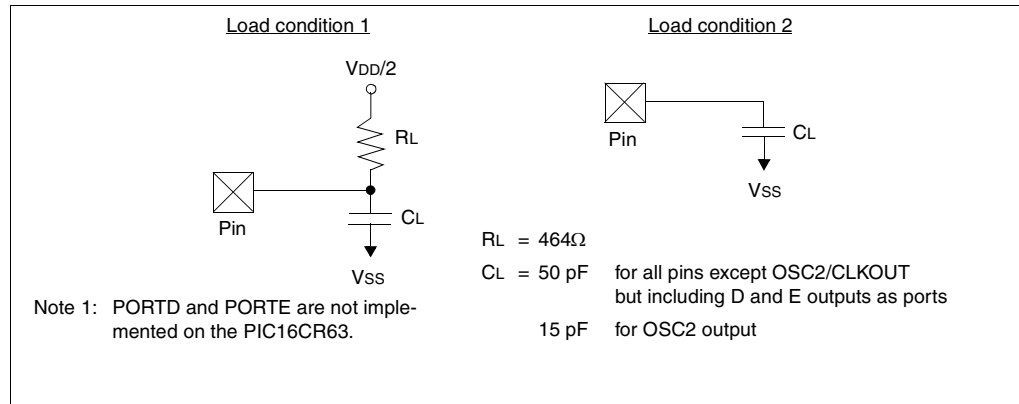 Load condition 1
VDD/2
RL
Pin
CL
VSS
Note 1: PORTD and PORTE are not imple-
mented on the PIC16CR63.
Load condition 2
Pin
CL
VSS
RL = 464Ω
CL = 50 pF for all pins except OSC2/CLKOUT
but including D and E outputs as ports
15 pF for OSC2 output